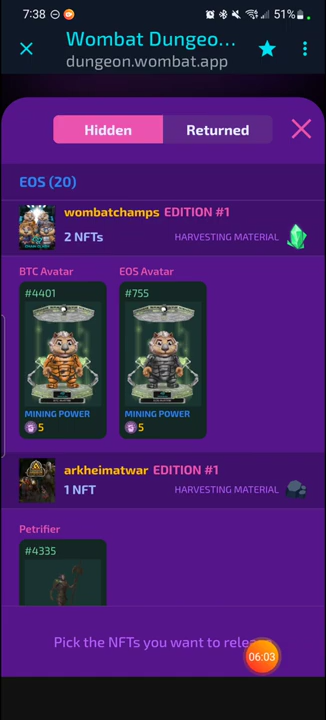 7:38
51%
Wombat Dungeo...
dungeon.wombat.app
Hidden
Returned
EOS (20)
wombatchamps EDITION #1
2 NFTs
HARVESTING MATERIAL
BTC Avatar
EOS Avatar
#4401
#755
MINING POWER
MINING POWER
5
5
arkheimatwar EDITION #1
1 NFT
HARVESTING MATERIAL
Petrifier
#4335
Pick the NFTs you want to rele
06:03